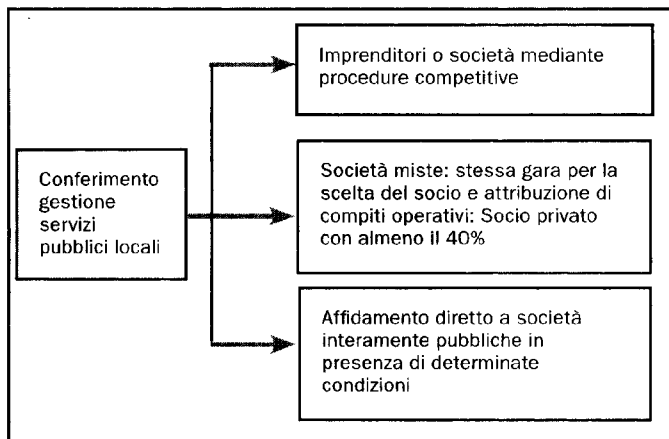 Imprenditori o società mediante
procedure competitive
Conferimento
gestione
servizi
pubblici locali
Società miste: stessa gara per la
scelta del socio e attribuzione di
compiti operativi: Socio privato
con almeno il 40%
Affidamento diretto a società
interamente pubbliche in
presenza di determinate
condizioni